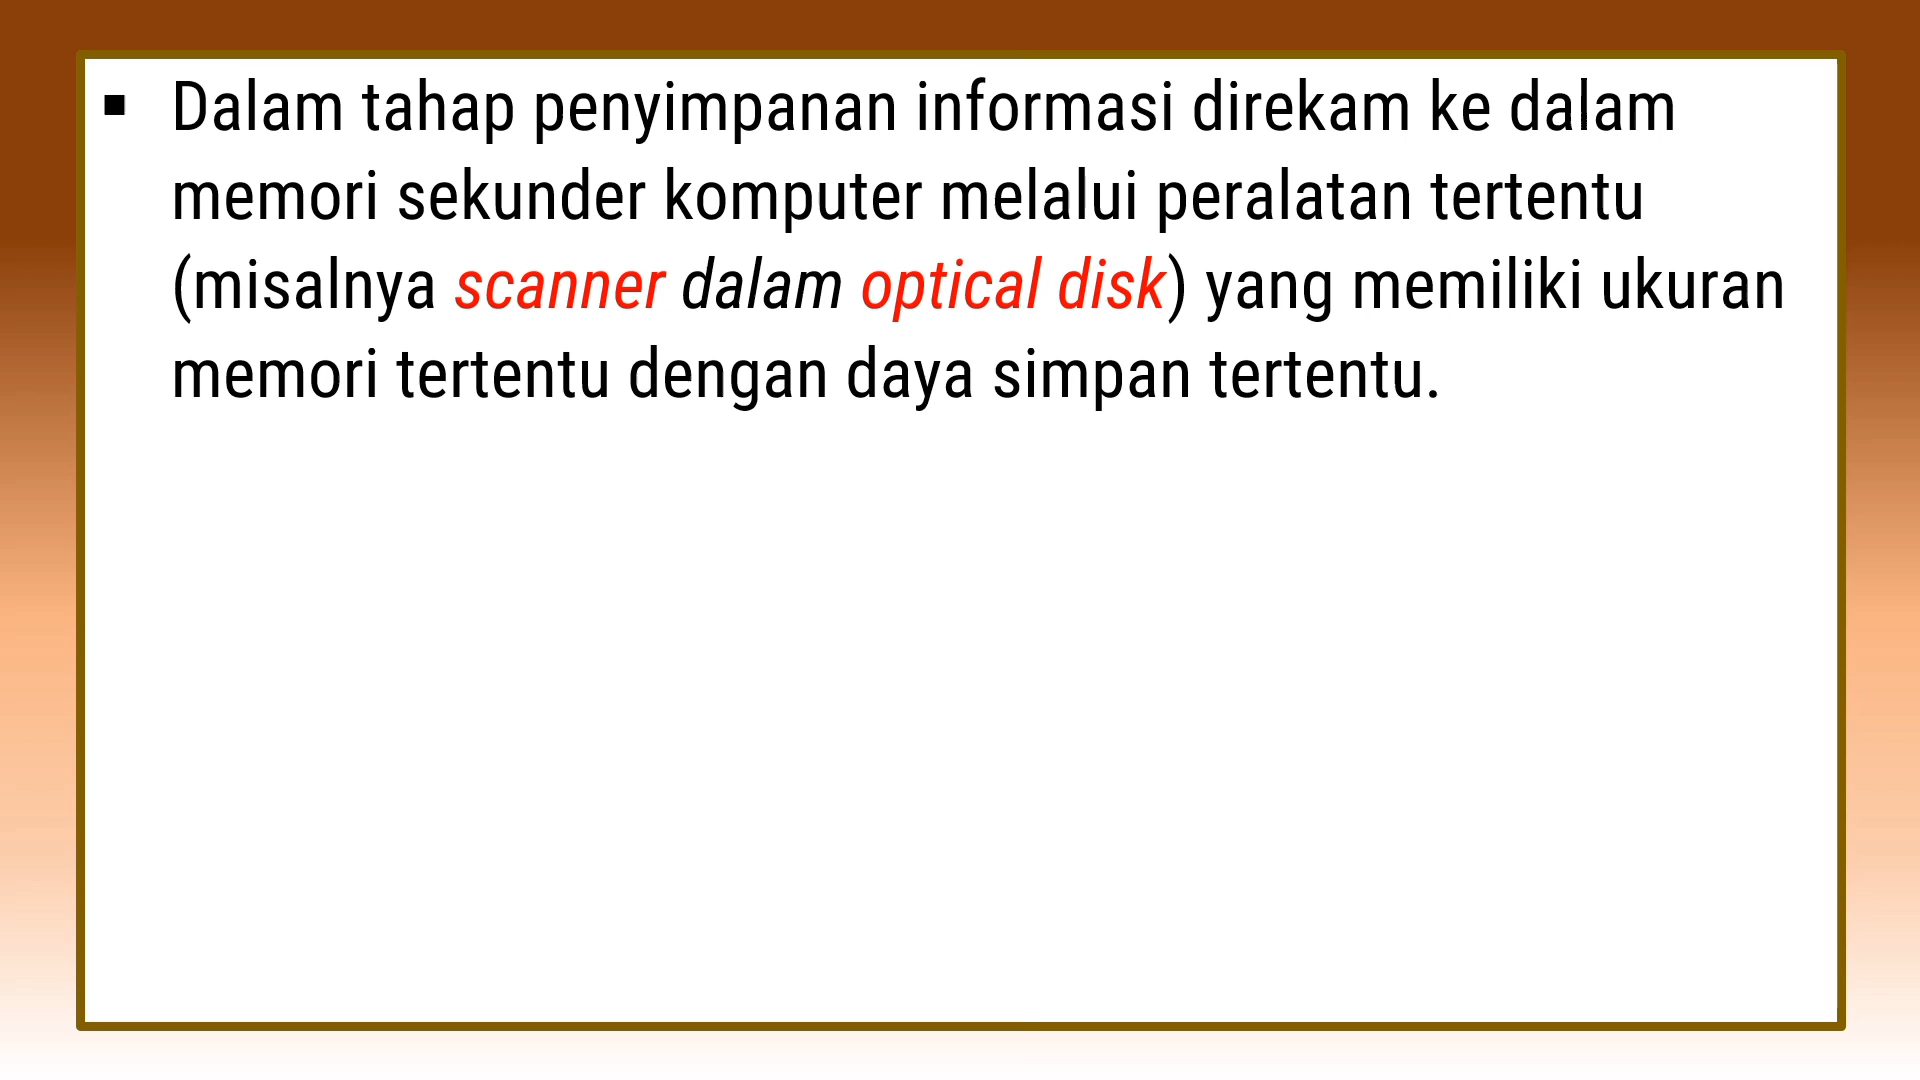 ▪ Dalam tahap penyimpanan informasi direkam ke dalam
memori sekunder komputer melalui peralatan tertentu
(misalnya scanner dalam optical disk) yang memiliki ukuran
memori tertentu dengan daya simpan tertentu.